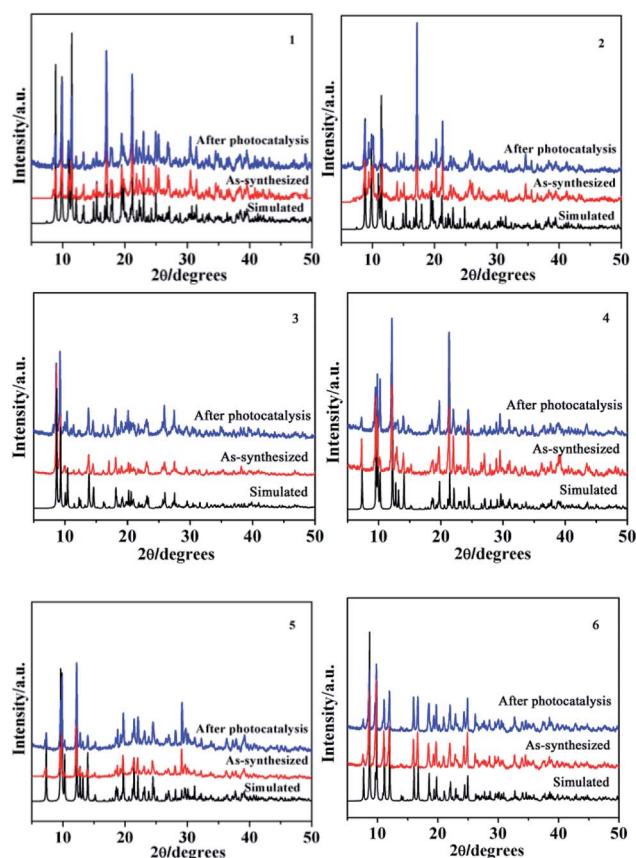 1
Intensity/a.u.
After photocatalysis
As-synthesized
Simulated
10 20 30 40 50
2θ/degrees
2
Intensity/a.u.
After photocatalysis
As-synthesized
Simulated
10 20 30 40 50
2θ/degrees
3
Intensity/a.u.
After photocatalysis
As-synthesized
Simulated
10 20 30 40 50
2θ/degrees
4
Intensity/a.u.
After photocatalysis
As-synthesized
Simulated
10 20 30 40 50
2θ/degrees
5
Intensity/a.u.
After photocatalysis
As-synthesized
Simulated
10 20 30 40 50
2θ/degrees
6
Intensity/a.u.
After photocatalysis
As-synthesized
Simulated
10 20 30 40 50
2θ/degrees